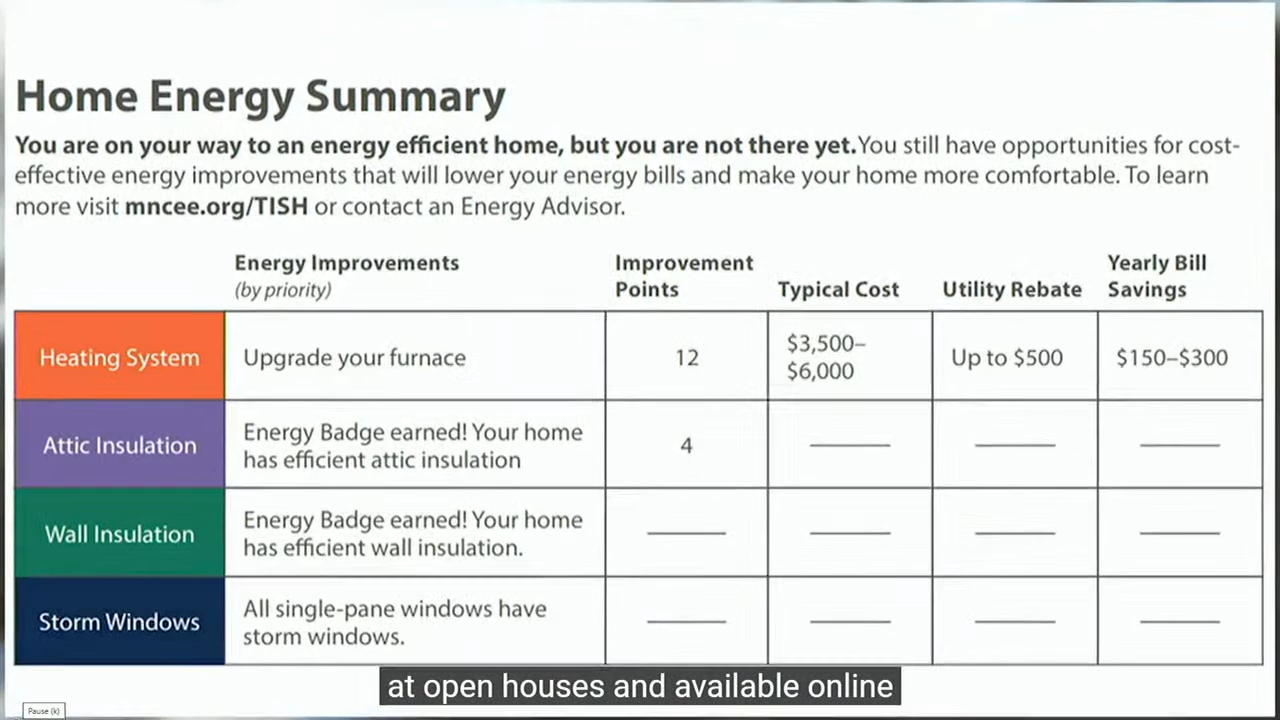 Home Energy Summary
You are on your way to an energy efficient home, but you are not there yet.You still have opportunities for cost-
effective energy improvements that will lower your energy bills and make your home more comfortable. To learn
more visit mncee.org/TISH or contact an Energy Advisor.
Energy Improvements
(by priority)
Improvement
Points
Typical Cost
Utility Rebate
Yearly Bill
Savings
Heating System
Upgrade your furnace
12
$3,500–
$6,000
Up to $500
$150–$300
Attic Insulation
Energy Badge earned! Your home
has efficient attic insulation
4
Wall Insulation
Energy Badge earned! Your home
has efficient wall insulation.
Storm Windows
All single-pane windows have
storm windows.
at open houses and available online
Pause (k)